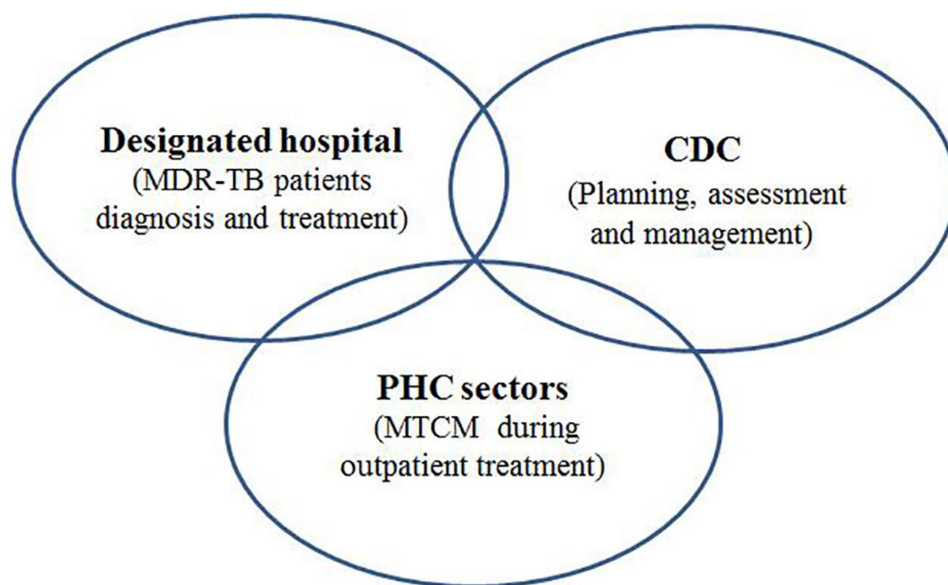 Designated hospital
(MDR-TB patients
diagnosis and treatment)
CDC
(Planning, assessment
and management)
PHC sectors
(MTCM during
outpatient treatment)